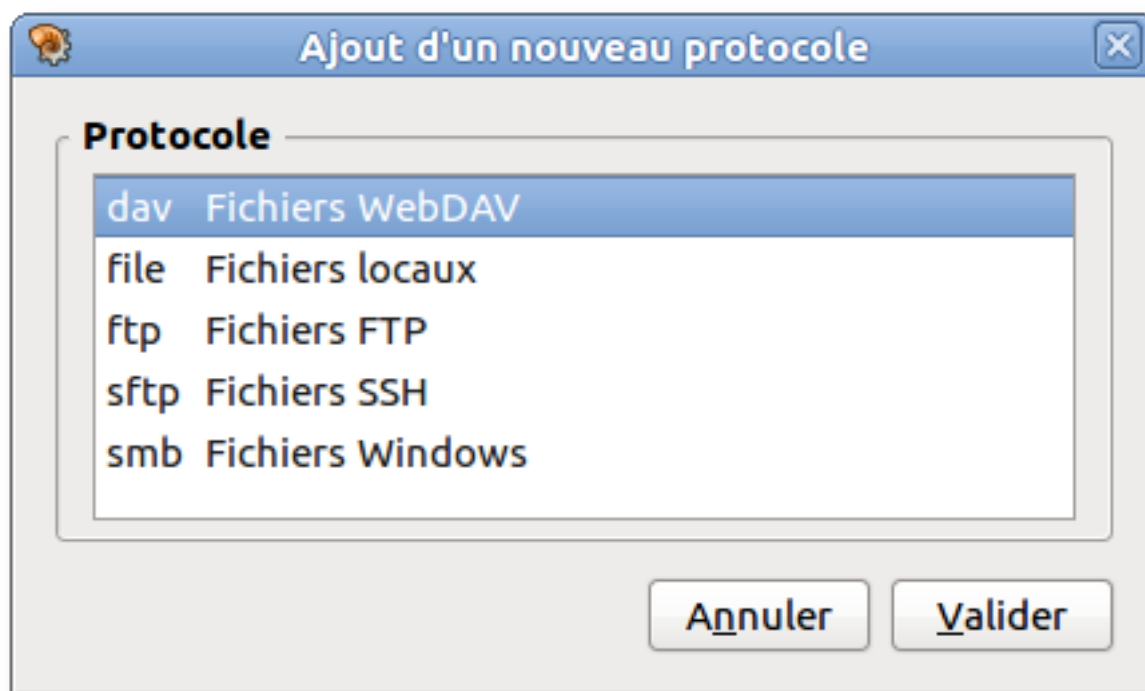 Ajout d'un nouveau protocole
Protocole
dav Fichiers WebDAV
file Fichiers locaux
ftp Fichiers FTP
sftp Fichiers SSH
smb Fichiers Windows
Annuler Valider